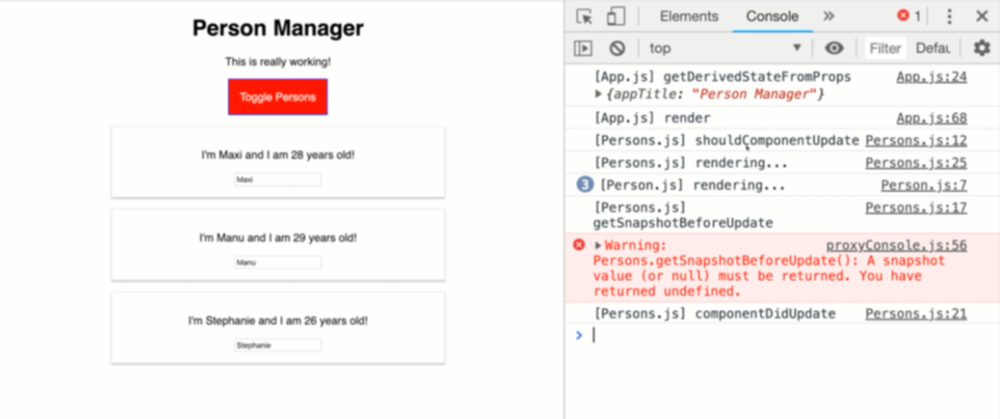 Person Manager
This is really working!
Toggle Persons
I'm Maxi and I am 28 years old!
Maxi
I'm Manu and I am 29 years old!
Manu
I'm Stephanie and I am 26 years old!
Stephanie
Elements Console » 1
top Filter Defau
[App.js] getDerivedStateFromProps App.js:24
{appTitle: "Person Manager"}
[App.js] render App.js:68
[Persons.js] shouldComponentUpdate Persons.js:12
[Persons.js] rendering... Persons.js:25
3 [Person.js] rendering... Person.js:7
[Persons.js] Persons.js:17
getSnapshotBeforeUpdate
Warning: proxyConsole.js:56
Persons.getSnapshotBeforeUpdate(): A snapshot
value (or null) must be returned. You have
returned undefined.
[Persons.js] componentDidUpdate Persons.js:21